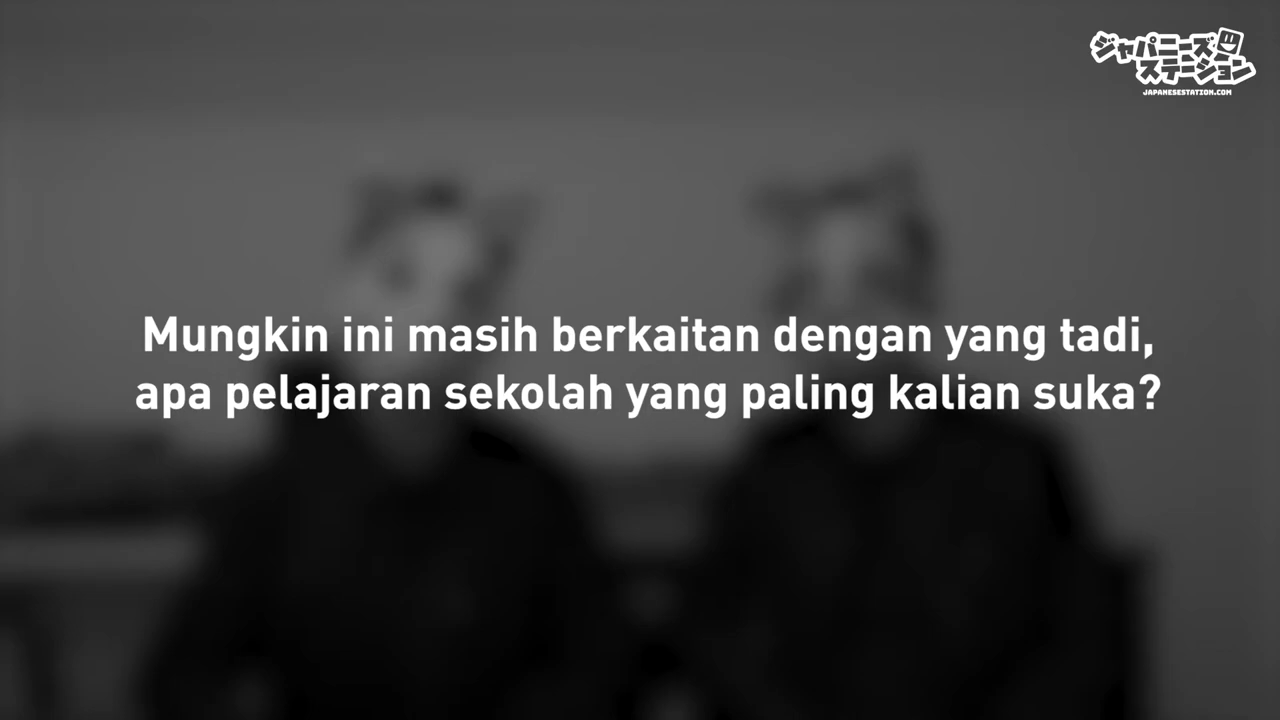 ジャパニーズ
ステーション
JAPANESESTATION.COM
Mungkin ini masih berkaitan dengan yang tadi,
apa pelajaran sekolah yang paling kalian suka?